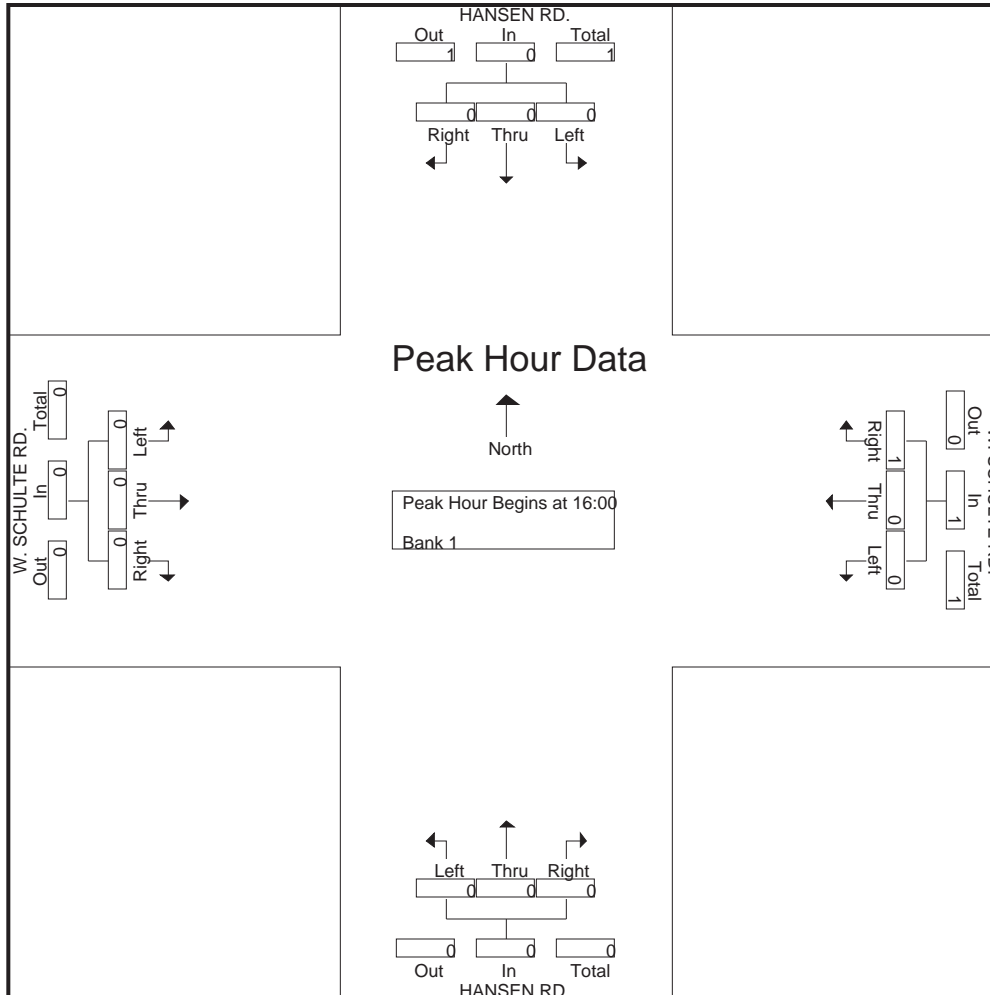 HANSEN RD.
Out In Total
1 0 1
0 0 0
Right Thru Left
Peak Hour Data
North
Peak Hour Begins at 16:00
Bank 1
W. SCHULTE RD.
Out In Total
0 0 0
0 0 0
Left Thru Right
Out In Total
0 1 1
1 0 0
Right Thru Left
Left Thru Right
0 0 0
0 0 0
Out In Total
HANSEN RD.